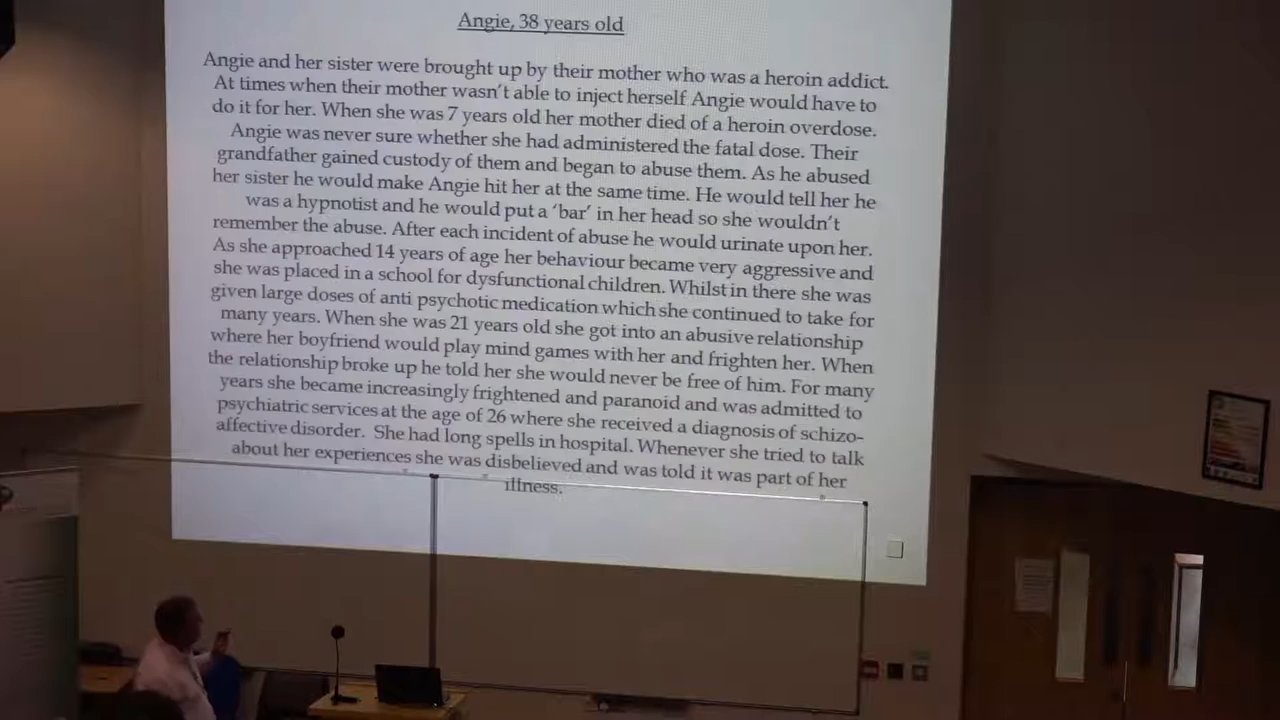 Angie, 38 years old
Angie and her sister were brought up by their mother who was a heroin addict.
At times when their mother wasn't able to inject herself Angie would have to
do it for her. When she was 7 years old her mother died of a heroin overdose.
Angie was never sure whether she had administered the fatal dose. Their
grandfather gained custody of them and began to abuse them. As he abused
her sister he would make Angie hit her at the same time. He would tell her he
was a hypnotist and he would put a 'bar' in her head so she wouldn't
remember the abuse. After each incident of abuse he would urinate upon her.
As she approached 14 years of age her behaviour became very aggressive and
she was placed in a school for dysfunctional children. Whilst in there she was
given large doses of anti psychotic medication which she continued to take for
many years. When she was 21 years old she got into an abusive relationship
where her boyfriend would play mind games with her and frighten her. When
the relationship broke up he told her she would never be free of him. For many
years she became increasingly frightened and paranoid and was admitted to
psychiatric services at the age of 26 where she received a diagnosis of schizo-
affective disorder. She had long spells in hospital. Whenever she tried to talk
about her experiences she was disbelieved and was told it was part of her
illness.